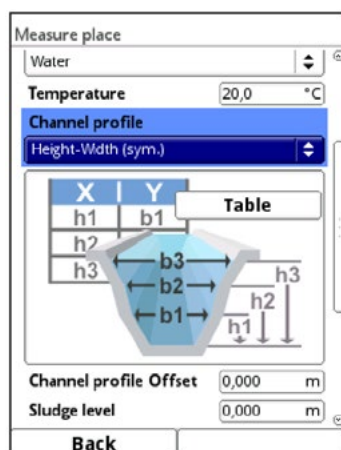 Measure place
Water
Temperature 20,0 °C
Channel profile
Height-Width (sym.)
X Y
h1 b1
Table
h2
h3
b3
h3
b2
h2
b1
h1
Channel profile Offset 0,000 m
Sludge level 0,000 m
Back